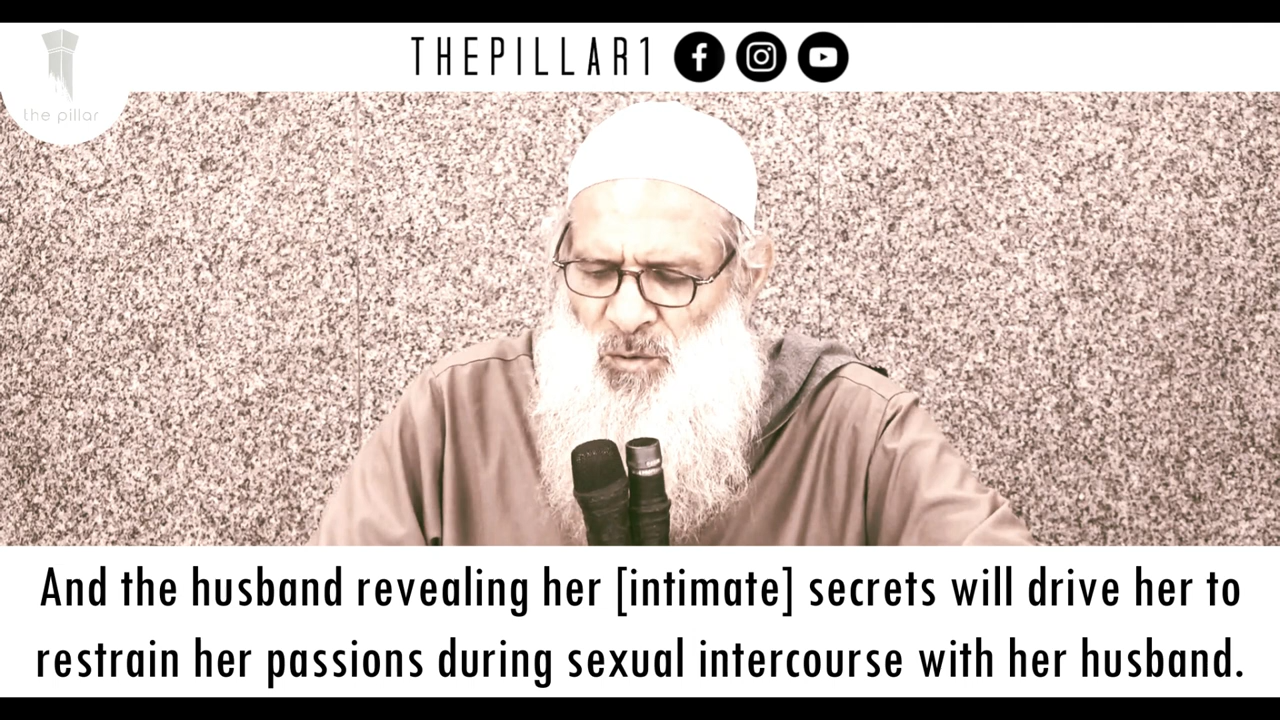 THEPILLAR1
the pillar
And the husband revealing her [intimate] secrets will drive her to
restrain her passions during sexual intercourse with her husband.